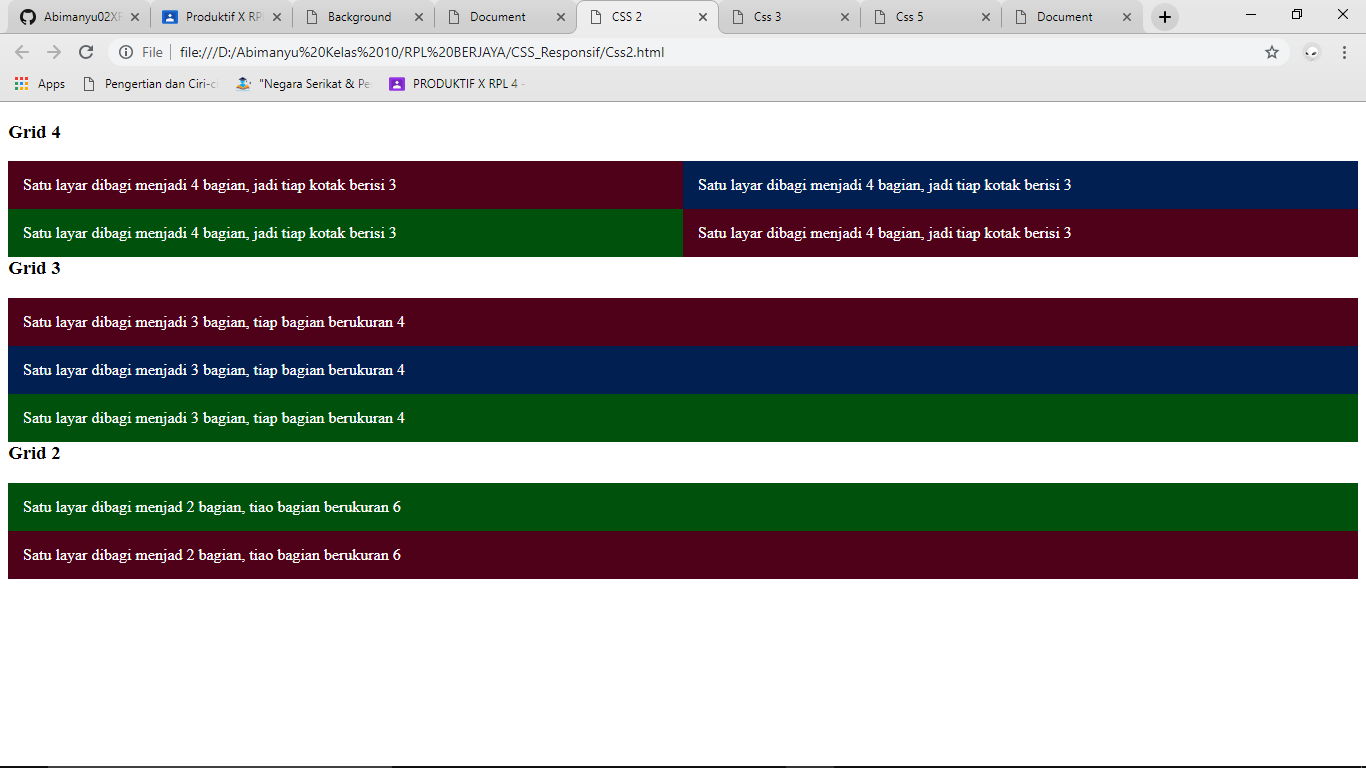 Abimanyu02XR
Produktif X RP
Background
Document
CSS 2
Css 3
Css 5
Document
File
file:///D:/Abimanyu%20Kelas%2010/RPL%20BERJAYA/CSS_Responsif/Css2.html
Apps
Pengertian dan Ciri-c
"Negara Serikat & Pe
PRODUKTIF X RPL 4 -
Grid 4
Satu layar dibagi menjadi 4 bagian, jadi tiap kotak berisi 3
Satu layar dibagi menjadi 4 bagian, jadi tiap kotak berisi 3
Satu layar dibagi menjadi 4 bagian, jadi tiap kotak berisi 3
Satu layar dibagi menjadi 4 bagian, jadi tiap kotak berisi 3
Grid 3
Satu layar dibagi menjadi 3 bagian, tiap bagian berukuran 4
Satu layar dibagi menjadi 3 bagian, tiap bagian berukuran 4
Satu layar dibagi menjadi 3 bagian, tiap bagian berukuran 4
Grid 2
Satu layar dibagi menjad 2 bagian, tiao bagian berukuran 6
Satu layar dibagi menjad 2 bagian, tiao bagian berukuran 6